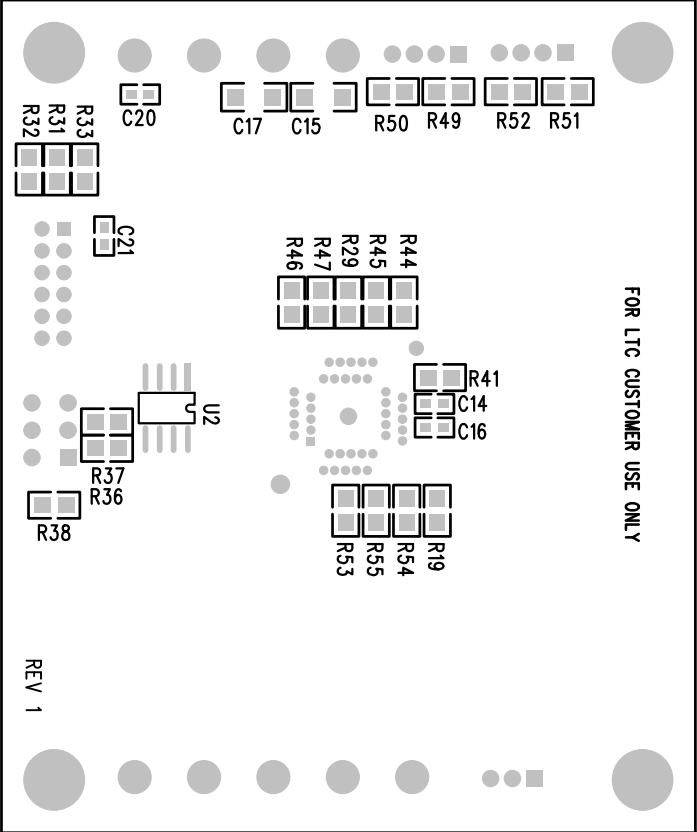 C20
C17
C15
R50
R49
R52
R51
R32
R31
R33
C21
R46
R47
R29
R45
R44
FOR LTC CUSTOMER USE ONLY
R41
C14
C16
U2
R37
R36
R38
R53
R55
R54
R19
REV 1